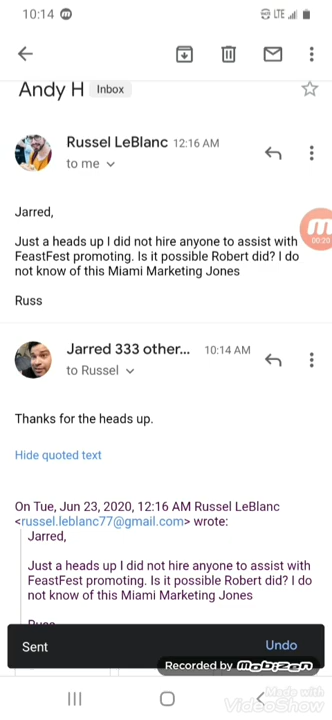 10:14 LTE
Andy H Inbox
Russel LeBlanc 12:16 AM
to me
Jarred,
Just a heads up I did not hire anyone to assist with
FeastFest promoting. Is it possible Robert did? I do
not know of this Miami Marketing Jones
Russ
00:20
Jarred 333 other... 10:14 AM
to Russel
Thanks for the heads up.
Hide quoted text
On Tue, Jun 23, 2020, 12:16 AM Russel LeBlanc
<russel.leblanc77@gmail.com> wrote:
Jarred,
Just a heads up I did not hire anyone to assist with
FeastFest promoting. Is it possible Robert did? I do
not know of this Miami Marketing Jones
Sent Undo
Recorded by mobizen
Made with
VideoShow